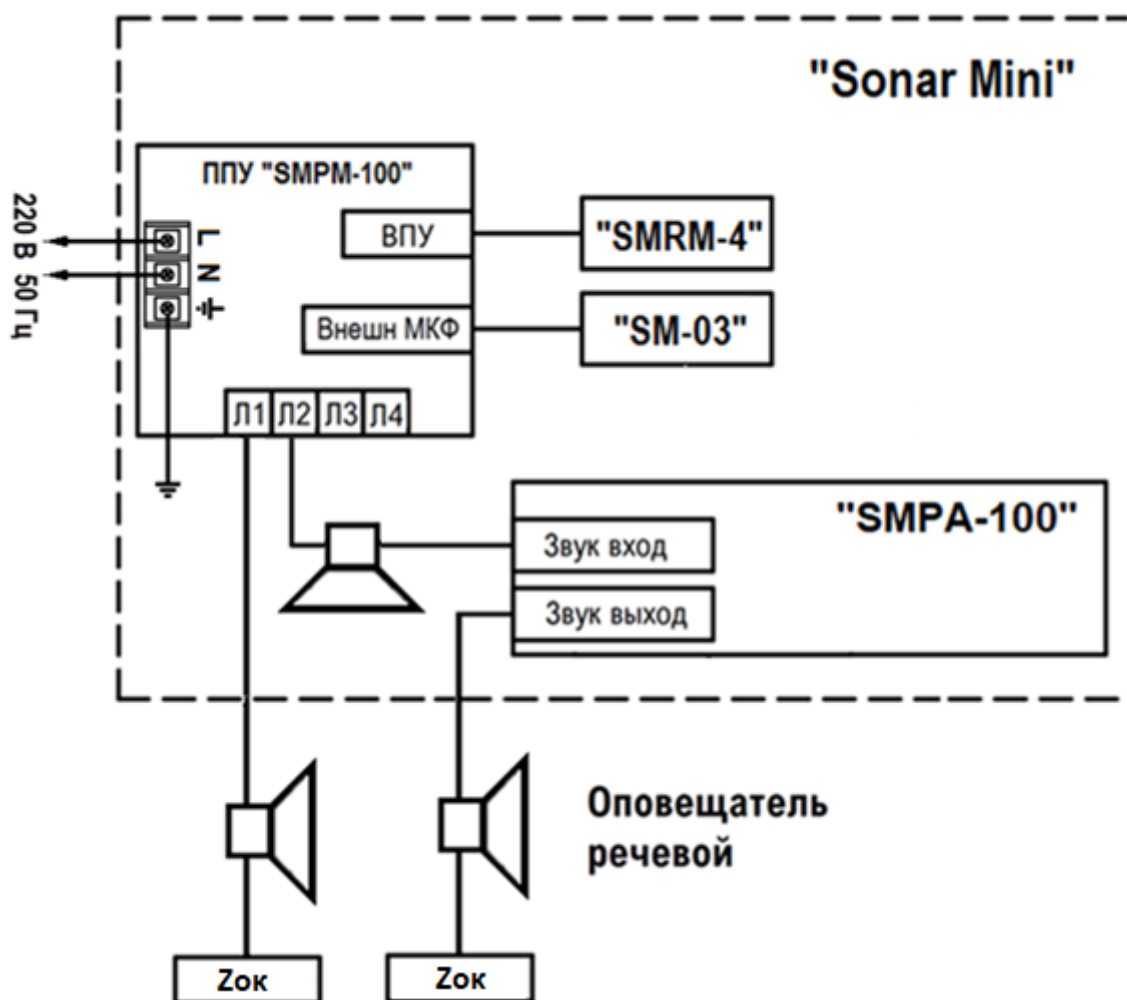 "Sonar Mini"
ППУ "SMPM-100"
220 В 50 Гц
L
N
ВПУ
"SMRM-4"
Внешн МКФ
"SM-03"
Л1 Л2 Л3 Л4
"SMPA-100"
Звук вход
Звук выход
Оповещатель
речевой
Zок
Zок